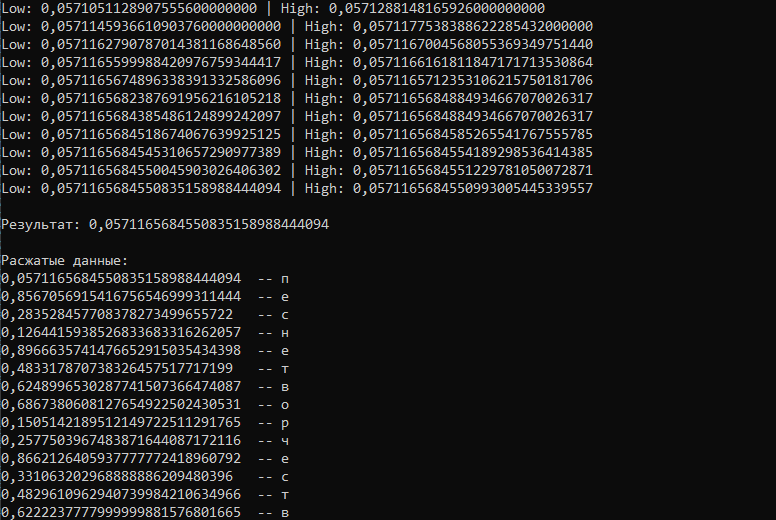 Low: 0,0571051128907555600000000 | High: 0,0571288148165926000000000
Low: 0,0571145936610903760000000000 | High: 0,0571177538388622285432000000
Low: 0,0571162790787014381168648560 | High: 0,0571167004568055369349751440
Low: 0,0571165599988420976759344417 | High: 0,0571166161811847171713530864
Low: 0,0571165674896338391332586096 | High: 0,0571165712353106215750181706
Low: 0,0571165682387691956216105218 | High: 0,0571165684884934667070026317
Low: 0,0571165684385486124899242097 | High: 0,0571165684884934667070026317
Low: 0,0571165684518674067639925125 | High: 0,0571165684585265541767555785
Low: 0,0571165684545310657290977389 | High: 0,0571165684554189298536414385
Low: 0,0571165684550045903026406302 | High: 0,0571165684551229781050072871
Low: 0,0571165684550835158988444094 | High: 0,0571165684550993005445339557
Результат: 0,0571165684550835158988444094
Расжатые данные:
0,0571165684550835158988444094 -- п
0,8567056915416756546999311444 -- е
0,283528457708378273499655722 -- с
0,1264415938526833683316262057 -- н
0,8966635741476652915035434398 -- е
0,483317870738326457517717199 -- т
0,6248996530287741507366474087 -- в
0,6867380608127654922502430531 -- о
0,1505142189512149722511291765 -- р
0,2577503967483871644087172116 -- ч
0,8662126405937777772418960792 -- е
0,331063202968888886209480396 -- с
0,4829610962940739984210634966 -- т
0,6222237777999999881576801665 -- в